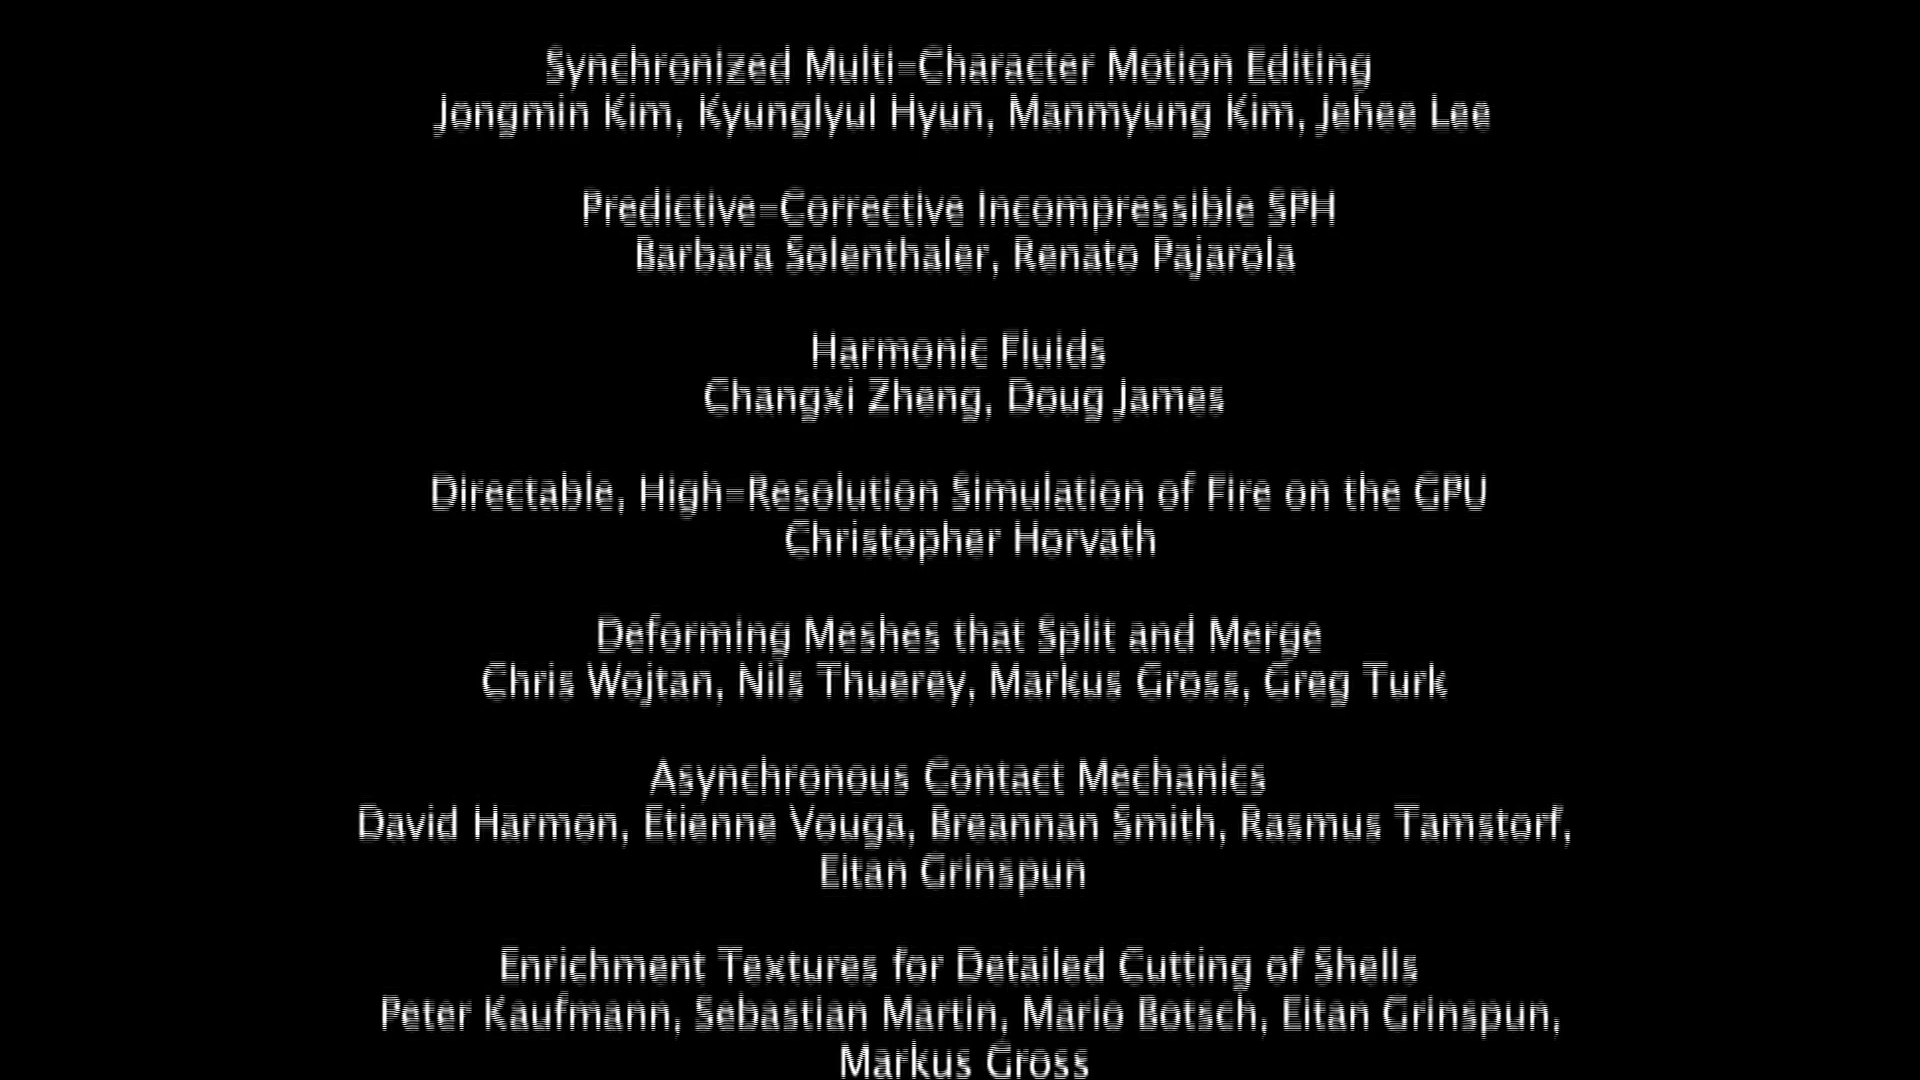 Synchronized Multi-Character Motion Editing
Jongmin Kim, Kyunglyul Hyun, Manmyung Kim, Jehee Lee
Predictive-Corrective Incompressible SPH
Barbara Solenthaler, Renato Pajarola
Harmonic Fluids
Changxi Zheng, Doug James
Directable, High-Resolution Simulation of Fire on the GPU
Christopher Horvath
Deforming Meshes that Split and Merge
Chris Wojtan, Nils Thuerey, Markus Gross, Greg Turk
Asynchronous Contact Mechanics
David Harmon, Etienne Vouga, Breannan Smith, Rasmus Tamstorf,
Eitan Grinspun
Enrichment Textures for Detailed Cutting of Shells
Peter Kaufmann, Sebastian Martin, Mario Botsch, Eitan Grinspun,
Markus Gross